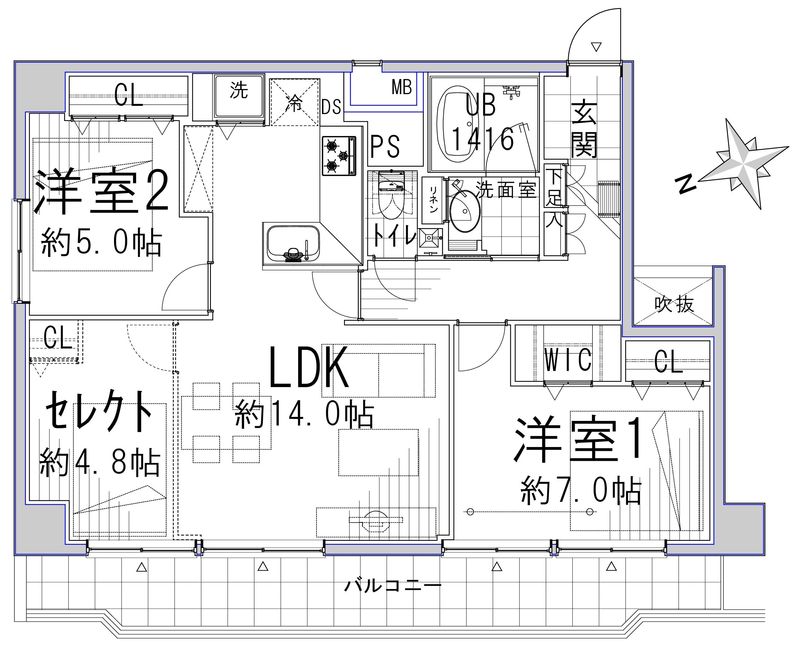 CL
洗
冷
DS
MB
UB
1416
玄関
PS
洋室2
約5.0帖
リネン
洗面室
下足入
トイレ
N
吹抜
CL
LDK
約14.0帖
WIC
CL
セレクト
約4.8帖
洋室1
約7.0帖
バルコニー